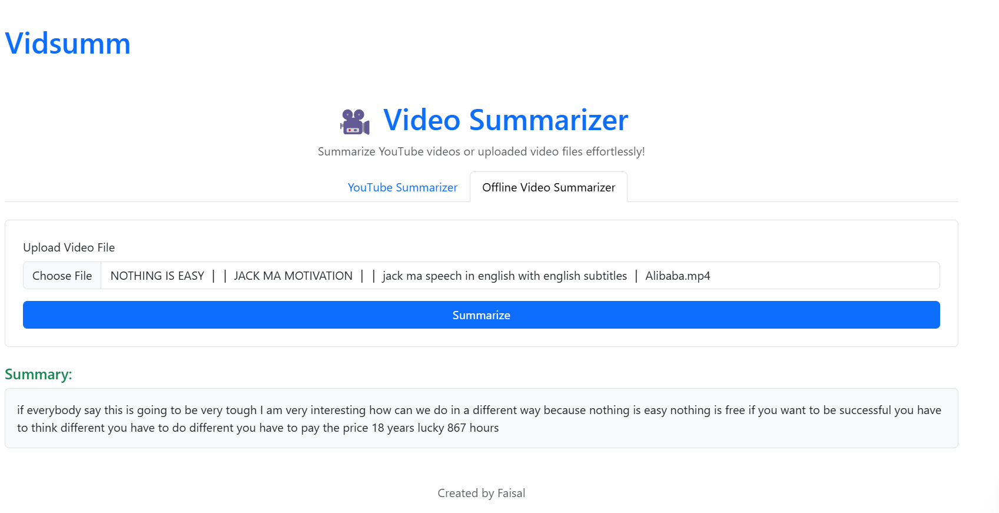 Vidsumm
Video Summarizer
Summarize YouTube videos or uploaded video files effortlessly!
YouTube Summarizer
Offline Video Summarizer
Upload Video File
Choose File NOTHING IS EASY | | JACK MA MOTIVATION | | jack ma speech in english with english subtitles | Alibaba.mp4
Summarize
Summary:
if everybody say this is going to be very tough I am very interesting how can we do in a different way because nothing is easy nothing is free if you want to be successful you have
to think different you have to do different you have to pay the price 18 years lucky 867 hours
Created by Faisal